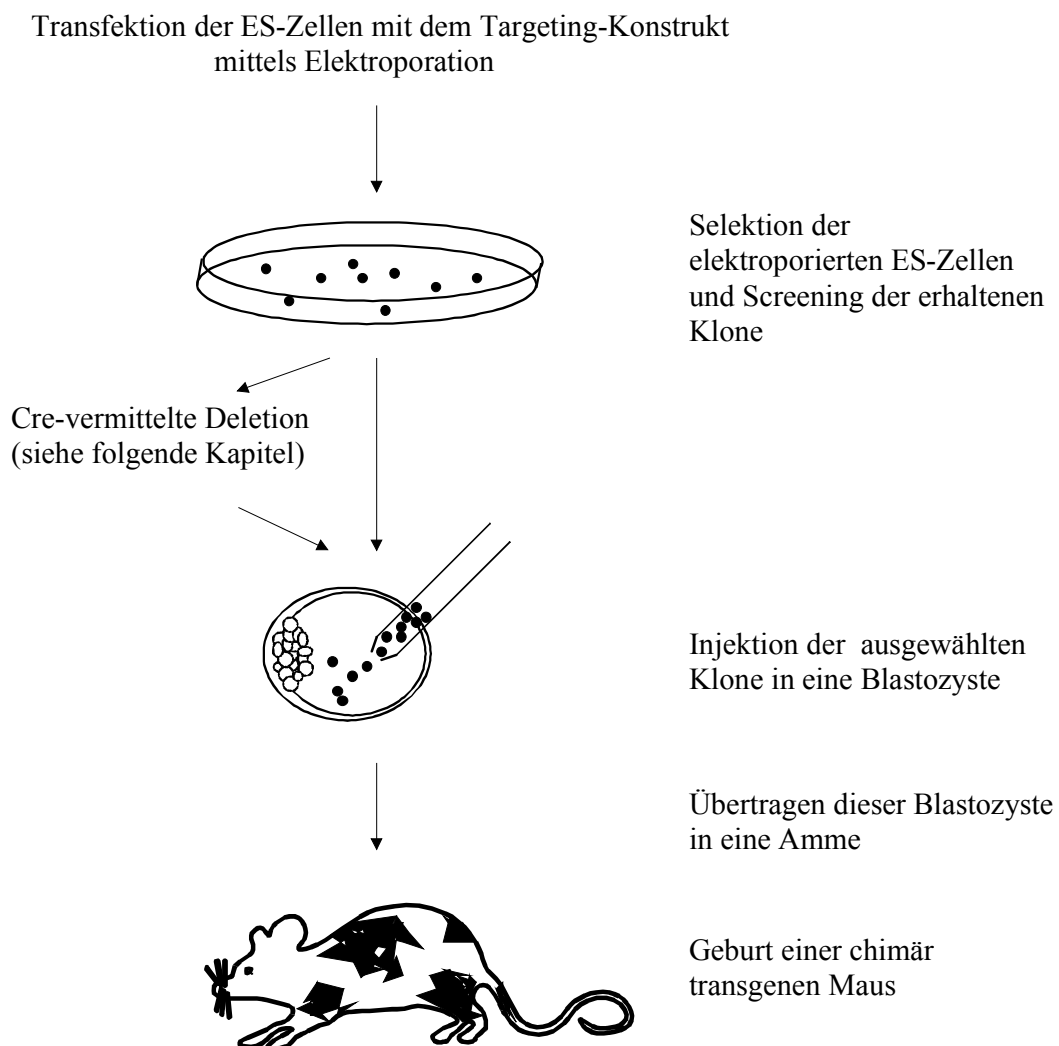 Transfektion der ES-Zellen mit dem Targeting-Konstrukt
mittels Elektroporation
Selektion der
elektroporierten ES-Zellen
und Screening der erhaltenen
Klone
Cre-vermittelte Deletion
(siehe folgende Kapitel)
Injektion der ausgewählten
Klone in eine Blastozyste
Übertragen dieser Blastozyste
in eine Amme
Geburt einer chimär
transgenen Maus